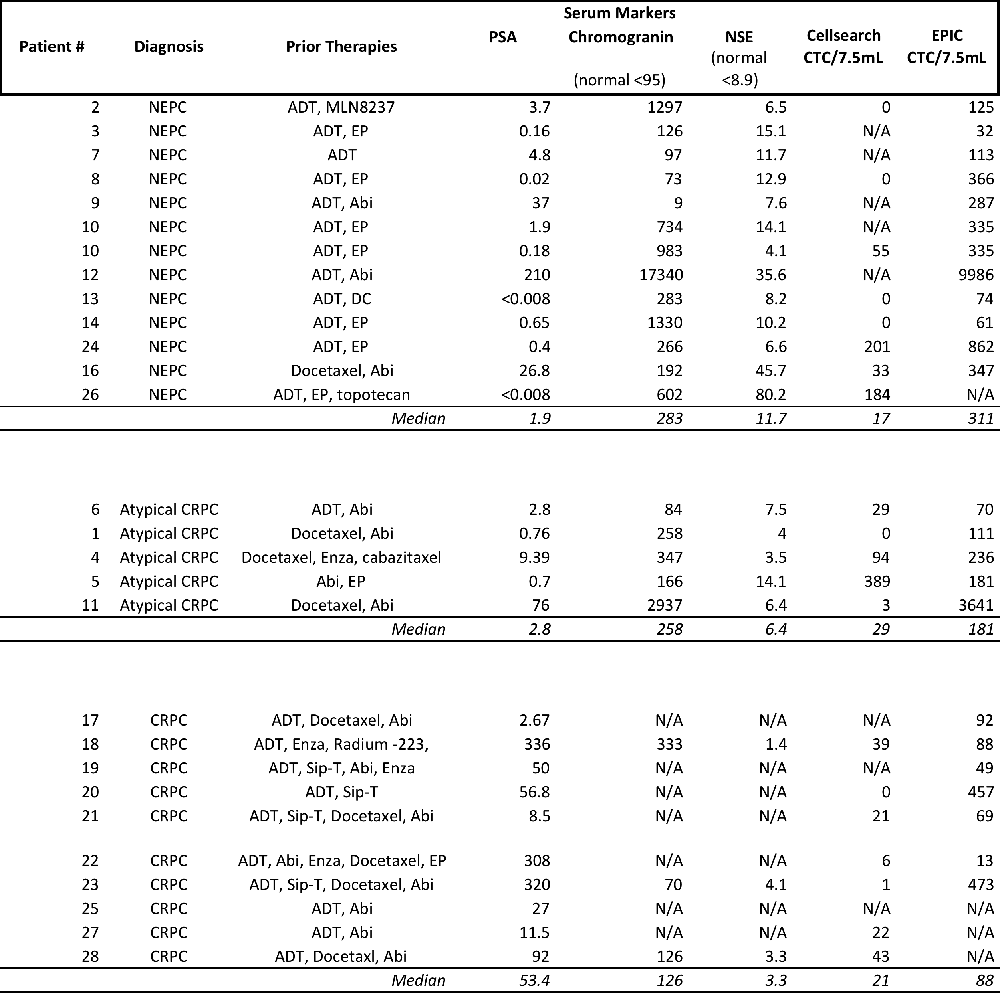 Serum Markers
Patient # Diagnosis Prior Therapies PSA Chromogranin NSE Cellsearch EPIC
(normal CTC/7.5mL CTC/7.5mL
(normal <95) <8.9)
2 NEPC ADT, MLN8237 3.7 1297 6.5 0 125
3 NEPC ADT, EP 0.16 126 15.1 N/A 32
7 NEPC ADT 4.8 97 11.7 N/A 113
8 NEPC ADT, EP 0.02 73 12.9 0 366
9 NEPC ADT, Abi 37 9 7.6 N/A 287
10 NEPC ADT, EP 1.9 734 14.1 N/A 335
10 NEPC ADT, EP 0.18 983 4.1 55 335
12 NEPC ADT, Abi 210 17340 35.6 N/A 9986
13 NEPC ADT, DC <0.008 283 8.2 0 74
14 NEPC ADT, EP 0.65 1330 10.2 0 61
24 NEPC ADT, EP 0.4 266 6.6 201 862
16 NEPC Docetaxel, Abi 26.8 192 45.7 33 347
26 NEPC ADT, EP, topotecan <0.008 602 80.2 184 N/A
Median 1.9 283 11.7 17 311
6 Atypical CRPC ADT, Abi 2.8 84 7.5 29 70
1 Atypical CRPC Docetaxel, Abi 0.76 258 4 0 111
4 Atypical CRPC Docetaxel, Enza, cabazitaxel 9.39 347 3.5 94 236
5 Atypical CRPC Abi, EP 0.7 166 14.1 389 181
11 Atypical CRPC Docetaxel, Abi 76 2937 6.4 3 3641
Median 2.8 258 6.4 29 181
17 CRPC ADT, Docetaxel, Abi 2.67 N/A N/A N/A 92
18 CRPC ADT, Enza, Radium -223, 336 333 1.4 39 88
19 CRPC ADT, Sip-T, Abi, Enza 50 N/A N/A N/A 49
20 CRPC ADT, Sip-T 56.8 N/A N/A 0 457
21 CRPC ADT, Sip-T, Docetaxel, Abi 8.5 N/A N/A 21 69
22 CRPC ADT, Abi, Enza, Docetaxel, EP 308 N/A N/A 6 13
23 CRPC ADT, Sip-T, Docetaxel, Abi 320 70 4.1 1 473
25 CRPC ADT, Abi 27 N/A N/A N/A N/A
27 CRPC ADT, Abi 11.5 N/A N/A 22 N/A
28 CRPC ADT, Docetaxl, Abi 92 126 3.3 43 N/A
Median 53.4 126 3.3 21 88